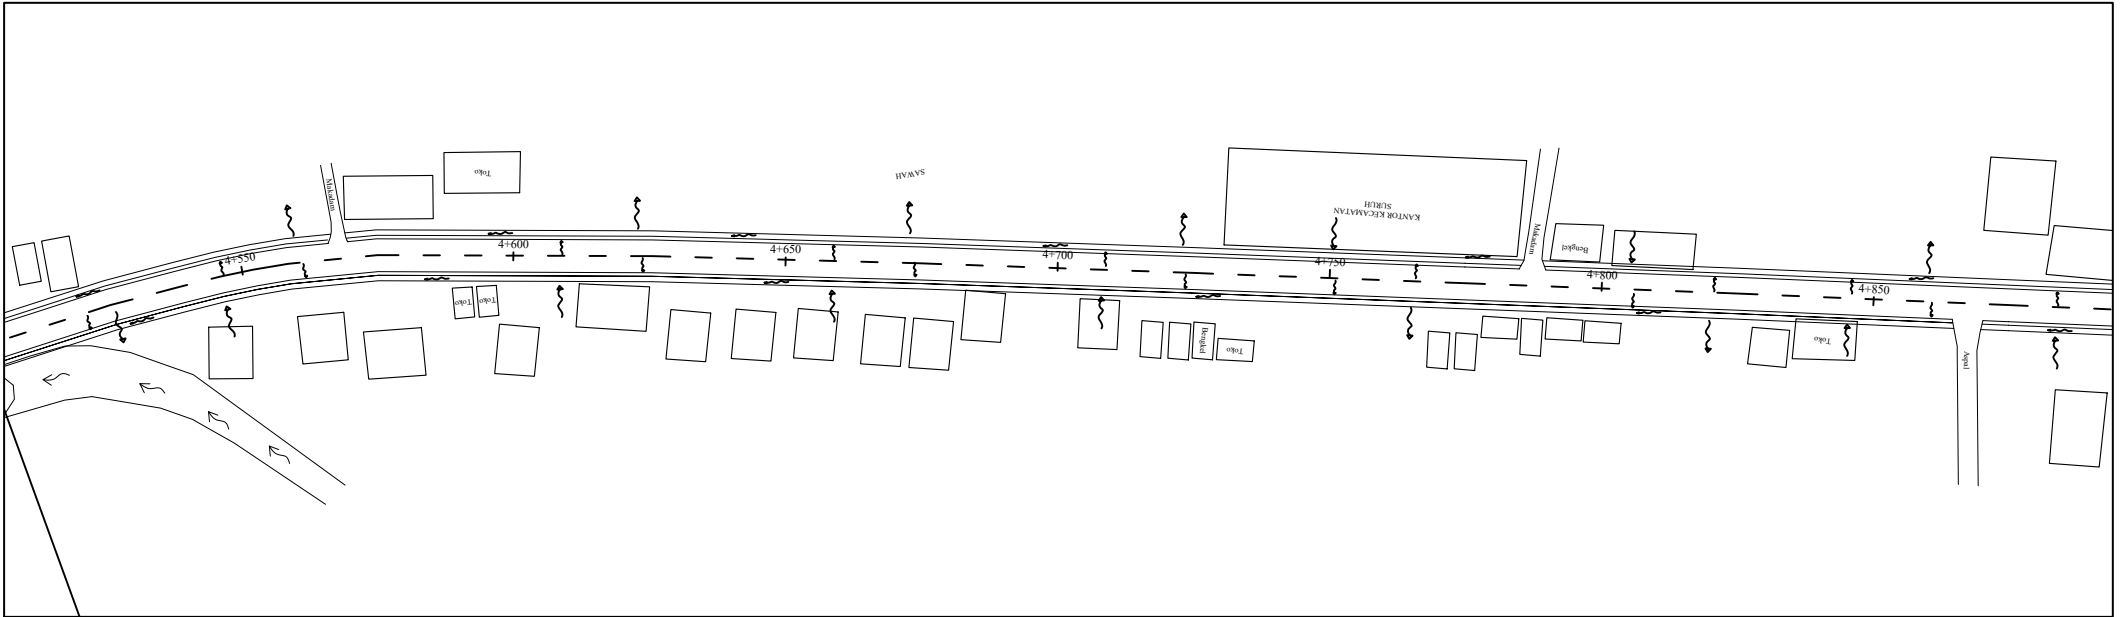 Toko
Makadam
SAWAH
KANTOR KECAMATAN
SURUH
Makadam
Bengkel
4+550
4+600
4+650
4+700
4+750
4+800
4+850
Toko
Toko
Bengkel
Toko
Toko
Aspal